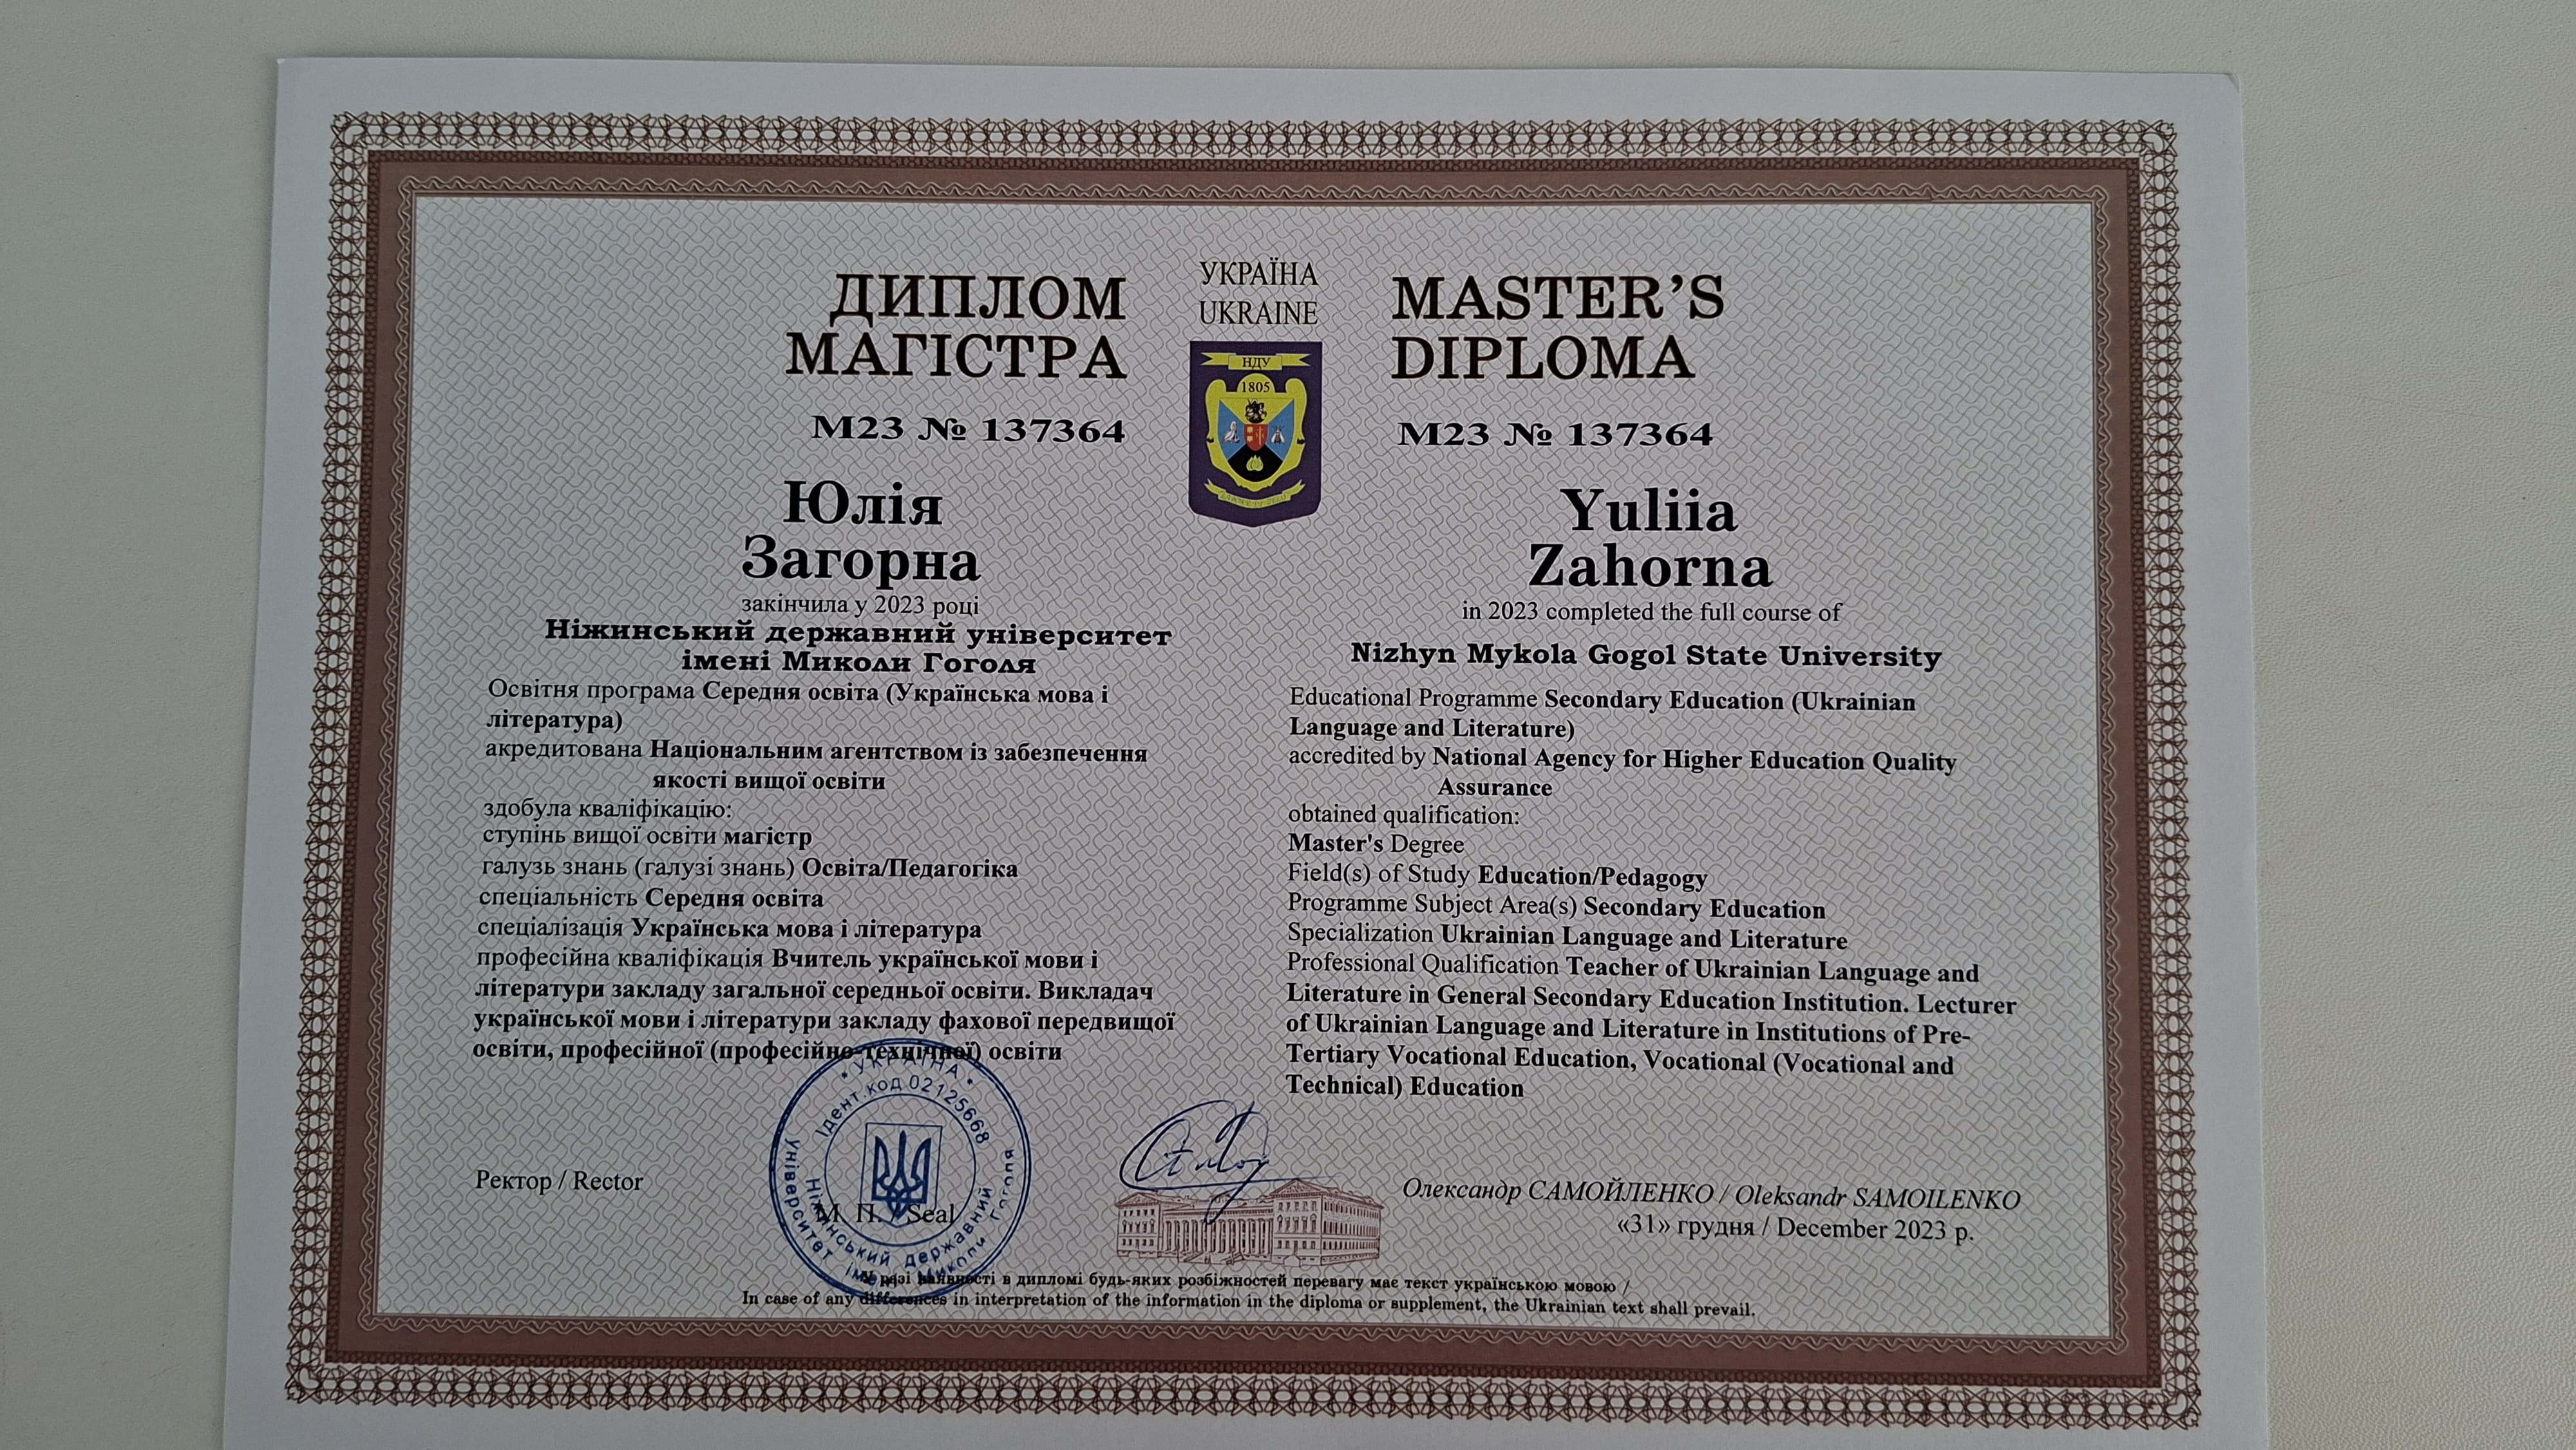 УКРАЇНА
UKRAINE
НДУ
1805
ДИПЛОМ
МАГІСТРА
М23 № 137364
Юлія
Загорна
закінчила у 2023 році
Ніжинський державний університет
імені Миколи Гоголя
Освітня програма Середня освіта (Українська мова і
література)
акредитована Національним агентством із забезпечення
якості вищої освіти
здобула кваліфікацію:
ступінь вищої освіти магістр
галузь знань (галузі знань) Освіта/Педагогіка
спеціальність Середня освіта
спеціалізація Українська мова і література
професійна кваліфікація Вчитель української мови і
літератури закладу загальної середньої освіти. Викладач
української мови і літератури закладу фахової передвищої
освіти, професійної (професійно-технічної) освіти
MASTER’S
DIPLOMA
М23 № 137364
Yuliia
Zahorna
in 2023 completed the full course of
Nizhyn Mykola Gogol State University
Educational Programme Secondary Education (Ukrainian
Language and Literature)
accredited by National Agency for Higher Education Quality
Assurance
obtained qualification:
Master's Degree
Field(s) of Study Education/Pedagogy
Programme Subject Area(s) Secondary Education
Specialization Ukrainian Language and Literature
Professional Qualification Teacher of Ukrainian Language and
Literature in General Secondary Education Institution. Lecturer
of Ukrainian Language and Literature in Institutions of Pre-
Tertiary Vocational Education, Vocational (Vocational and
Technical) Education
Ректор / Rector
М. П. / Seal
• УКРАЇНА •
Ідент.код 02125668
Ніжинський державний
університет імені Миколи Гоголя
Олександр САМОЙЛЕНКО / Oleksandr SAMOILENKO
«31» грудня / December 2023 р.
У разі наявності в дипломі будь-яких розбіжностей перевагу має текст українською мовою /
In case of any differences in interpretation of the information in the diploma or supplement, the Ukrainian text shall prevail.